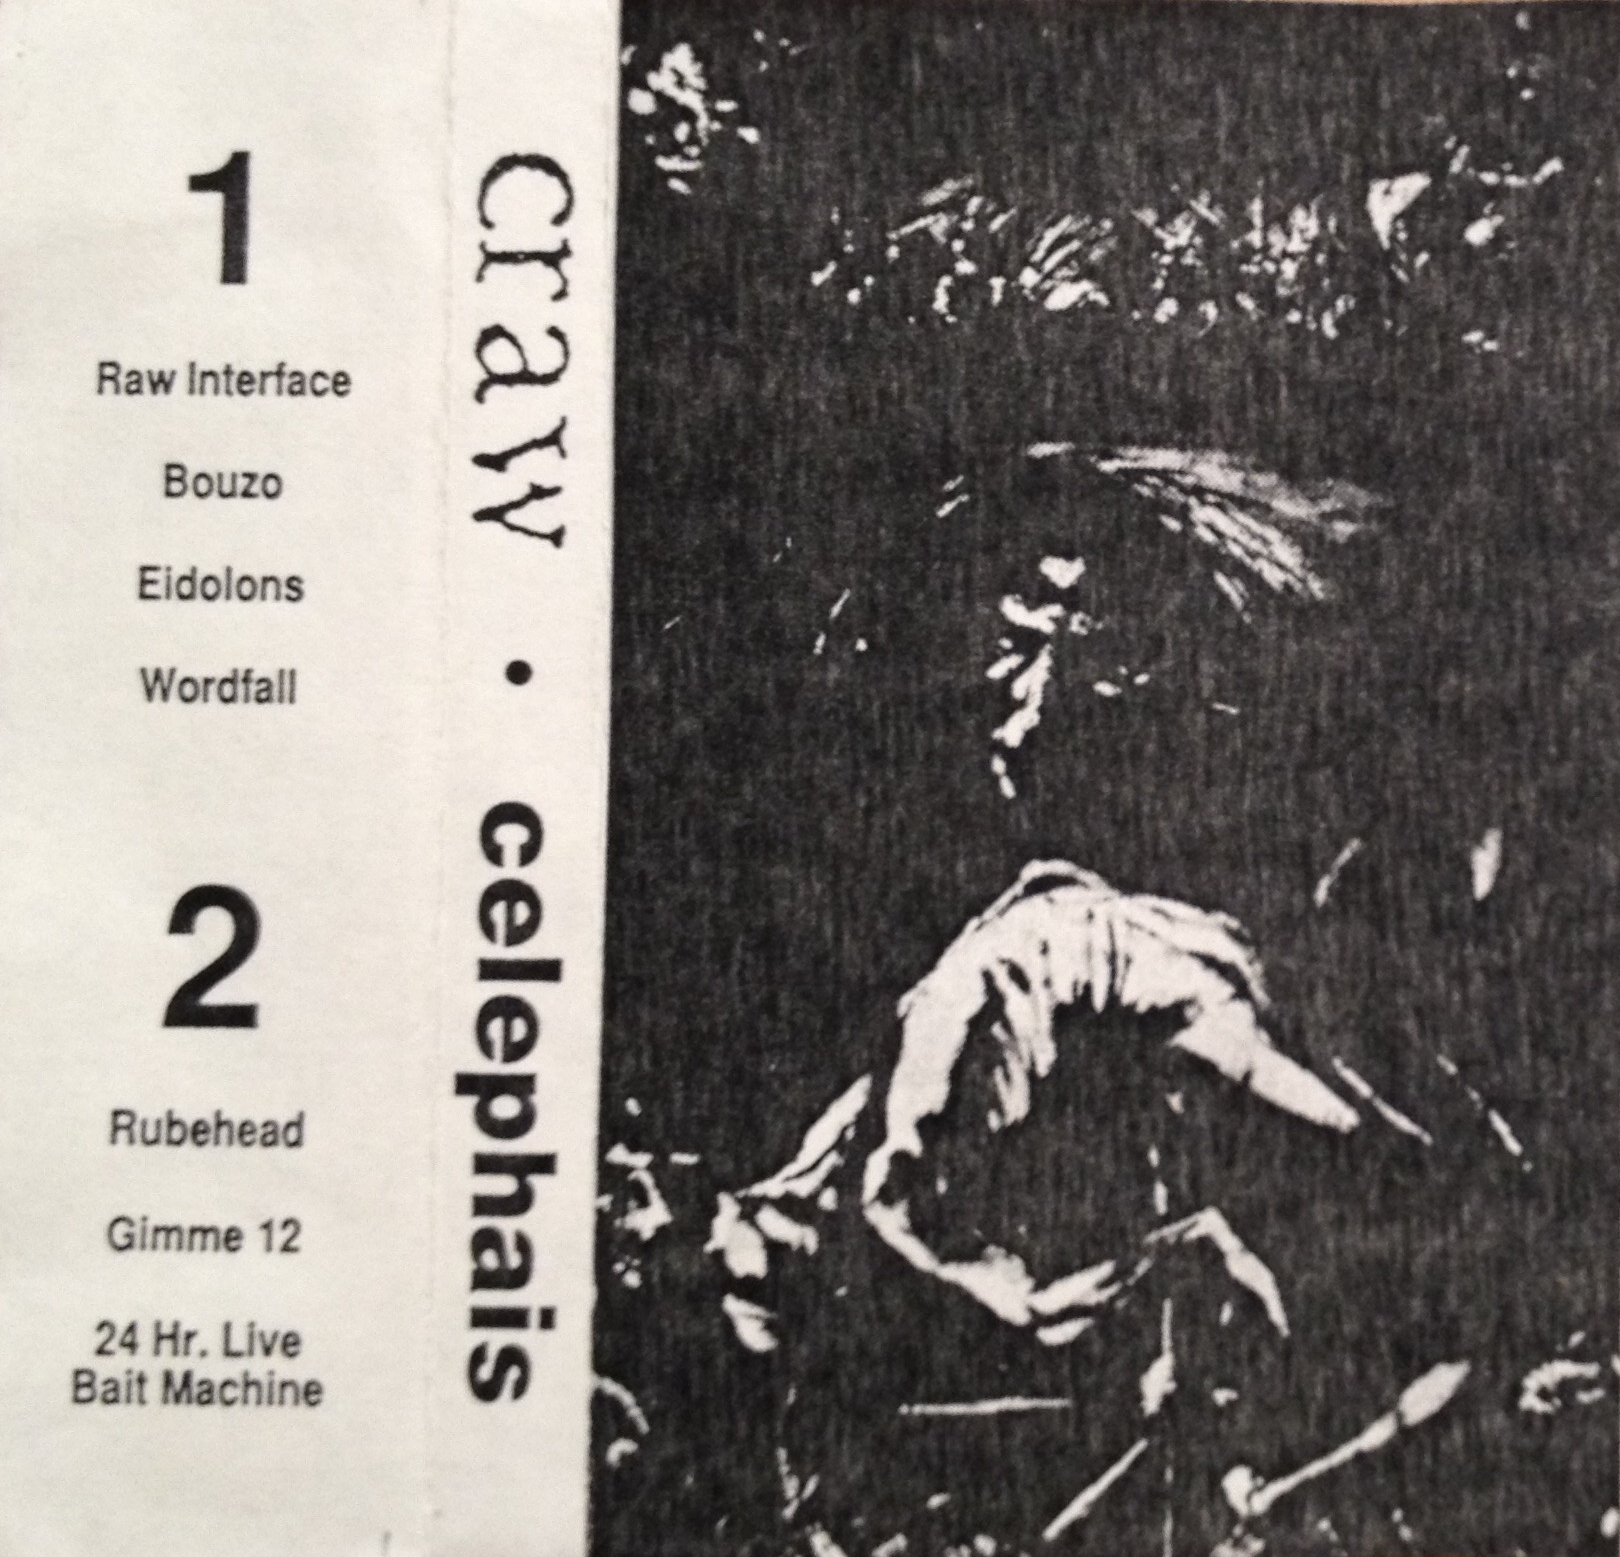 1
Raw Interface
Bouzo
Eidolons
Wordfall
2
Rubehead
Gimme 12
24 Hr. Live
Bait Machine
craw • celephais